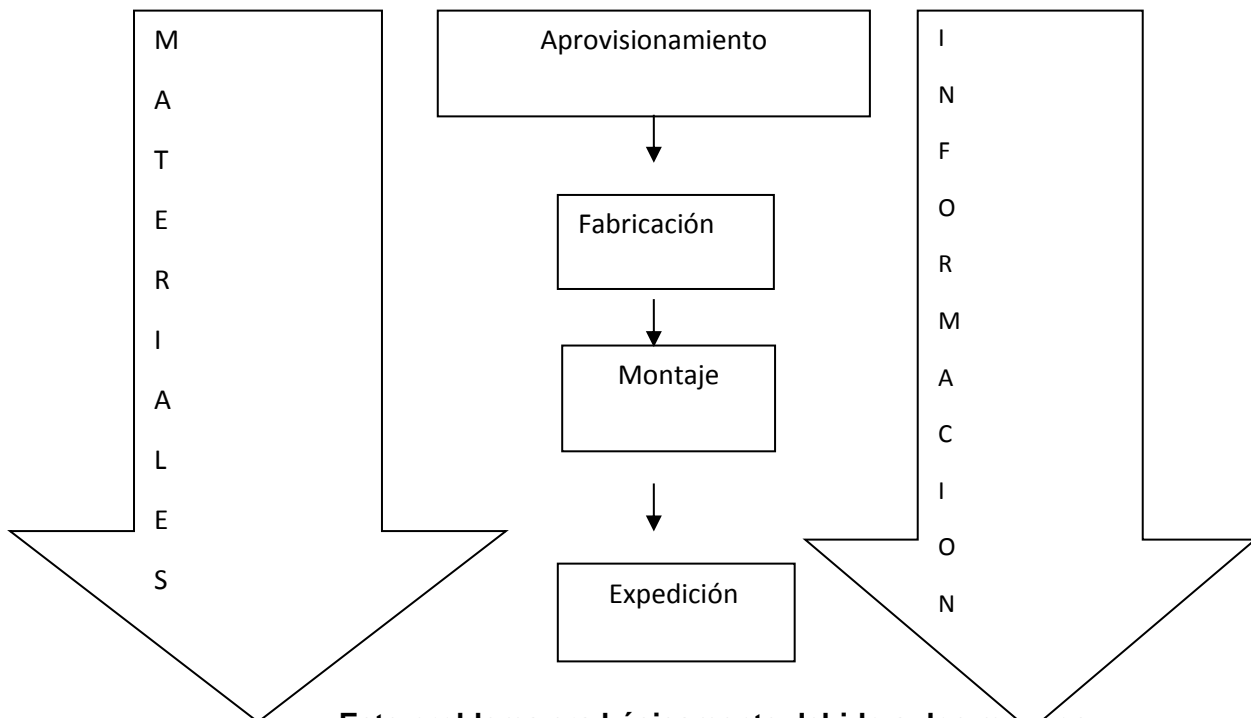 MATERIALES
Aprovisionamiento
Fabricación
Montaje
Expedición
INFORMACION